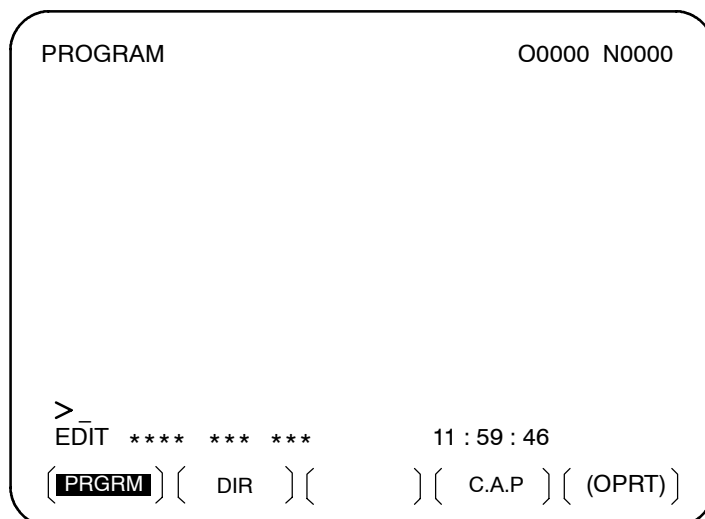 PROGRAM O0000 N0000
>_
EDIT **** *** *** 11 : 59 : 46
[ PRGRM ] [ DIR ] [ ] [ C.A.P ] [ (OPRT) ]